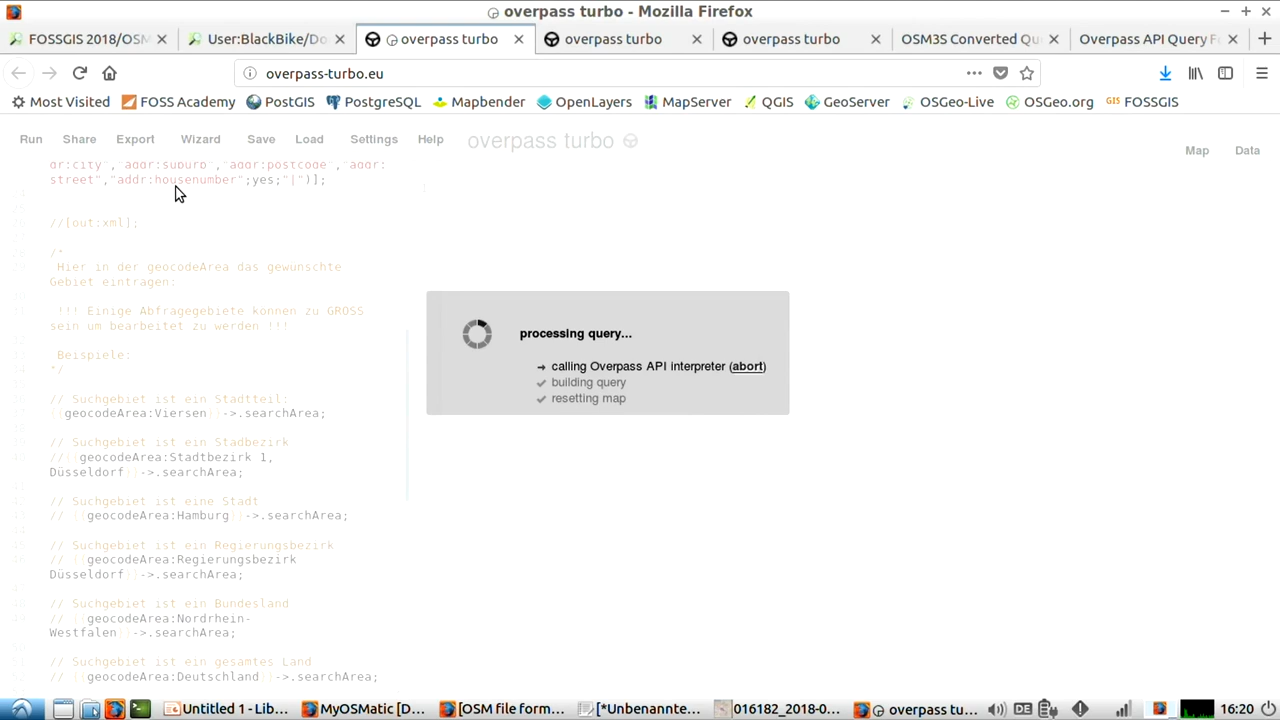 overpass turbo - Mozilla Firefox
FOSSGIS 2018/OSM
User:BlackBike/Do
overpass turbo
overpass turbo
overpass turbo
OSM3S Converted Qu
Overpass API Query F
overpass-turbo.eu
Most Visited FOSS Academy PostGIS PostgreSQL Mapbender OpenLayers MapServer QGIS GeoServer OSGeo-Live OSGeo.org GIS FOSSGIS
Run Share Export Wizard Save Load Settings Help overpass turbo Map Data
dr:city","addr:suburb","addr:postcode","addr:
street","addr:housenumber";yes;"|")];
//[out:xml];
/*
Hier in der geocodeArea das gewünschte
Gebiet eintragen:
!!! Einige Abfragegebiete können zu GROSS
sein um bearbeitet zu werden !!!
Beispiele:
*/
// Suchgebiet ist ein Stadtteil:
{{geocodeArea:Viersen}}->.searchArea;
// Suchgebiet ist ein Stadbezirk
//{{geocodeArea:Stadtbezirk 1,
Düsseldorf}}->.searchArea;
// Suchgebiet ist eine Stadt
// {{geocodeArea:Hamburg}}->.searchArea;
// Suchgebiet ist ein Regierungsbezirk
// {{geocodeArea:Regierungsbezirk
Düsseldorf}}->.searchArea;
// Suchgebiet ist ein Bundesland
// {{geocodeArea:Nordrhein-
Westfalen}}->.searchArea;
// Suchgebiet ist ein gesamtes Land
// {{geocodeArea:Deutschland}}->.searchArea;
processing query...
calling Overpass API interpreter (abort)
building query
resetting map
Untitled 1 - Lib... MyOSMatic [D... [OSM file form... [*Unbenannte... 016182_2018-0... overpass tu... DE 16:20